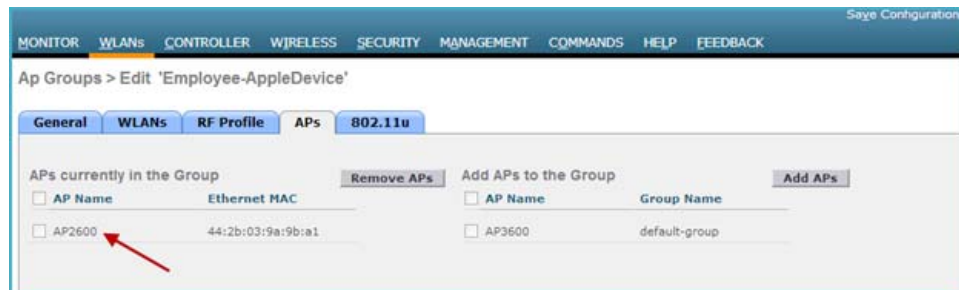 Save Configuration
MONITOR WLANs CONTROLLER WIRELESS SECURITY MANAGEMENT COMMANDS HELP FEEDBACK
Ap Groups > Edit 'Employee-AppleDevice'
General WLANs RF Profile APs 802.11u
APs currently in the Group Remove APs Add APs to the Group Add APs
AP Name Ethernet MAC AP Name Group Name
AP2600 44:2b:03:9a:9b:a1 AP3600 default-group